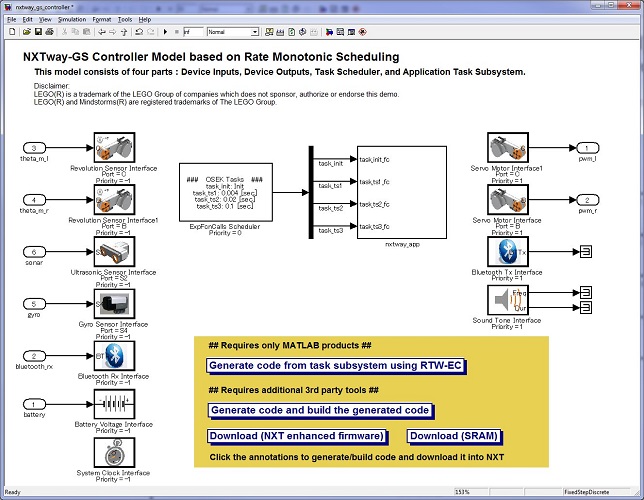 nxtway_gs_controller *
File Edit View Simulation Format Tools Help
inf
Normal
NXTway-GS Controller Model based on Rate Monotonic Scheduling
This model consists of four parts : Device Inputs, Device Outputs, Task Scheduler, and Application Task Subsystem.
Disclaimer:
LEGO(R) is a trademark of the LEGO Group of companies which does not sponsor, authorize or endorse this demo.
LEGO(R) and Mindstorms(R) are registered trademarks of The LEGO Group.
3
theta_m_l
Revolution Sensor Interface
Port = C
Priority = -1
4
theta_m_r
Revolution Sensor Interface1
Port = B
Priority = -1
6
sonar
Ultrasonic Sensor Interface
Port = S2
Priority = -1
5
gyro
Gyro Sensor Interface
Port = S4
Priority = -1
2
bluetooth_rx
Bluetooth Rx Interface
Priority = -1
1
battery
Battery Voltage Interface
Priority = -1
System Clock Interface
Priority = -1
### OSEK Tasks ###
task_init: Init
task_ts1: 0.004 [sec]
task_ts2: 0.02 [sec]
task_ts3: 0.1 [sec]
ExpFcnCalls Scheduler
Priority = 0
task_init
task_ts1
task_ts2
task_ts3
task_init_fc
task_ts1_fc
task_ts2_fc
task_ts3_fc
nxtway_app
Servo Motor Interface1
Port = C
Priority = 1
1
pwm_l
Servo Motor Interface
Port = B
Priority = 1
2
pwm_r
Tx
Bluetooth Tx Interface
Priority = 1
Freq
Dur
Sound Tone Interface
Priority = 1
## Requires only MATLAB products ##
Generate code from task subsystem using RTW-EC
## Requires additional 3rd party tools ##
Generate code and build the generated code
Download (NXT enhanced firmware)
Download (SRAM)
Click the annotations to generate/build code and download it into NXT
Ready
153%
FixedStepDiscrete